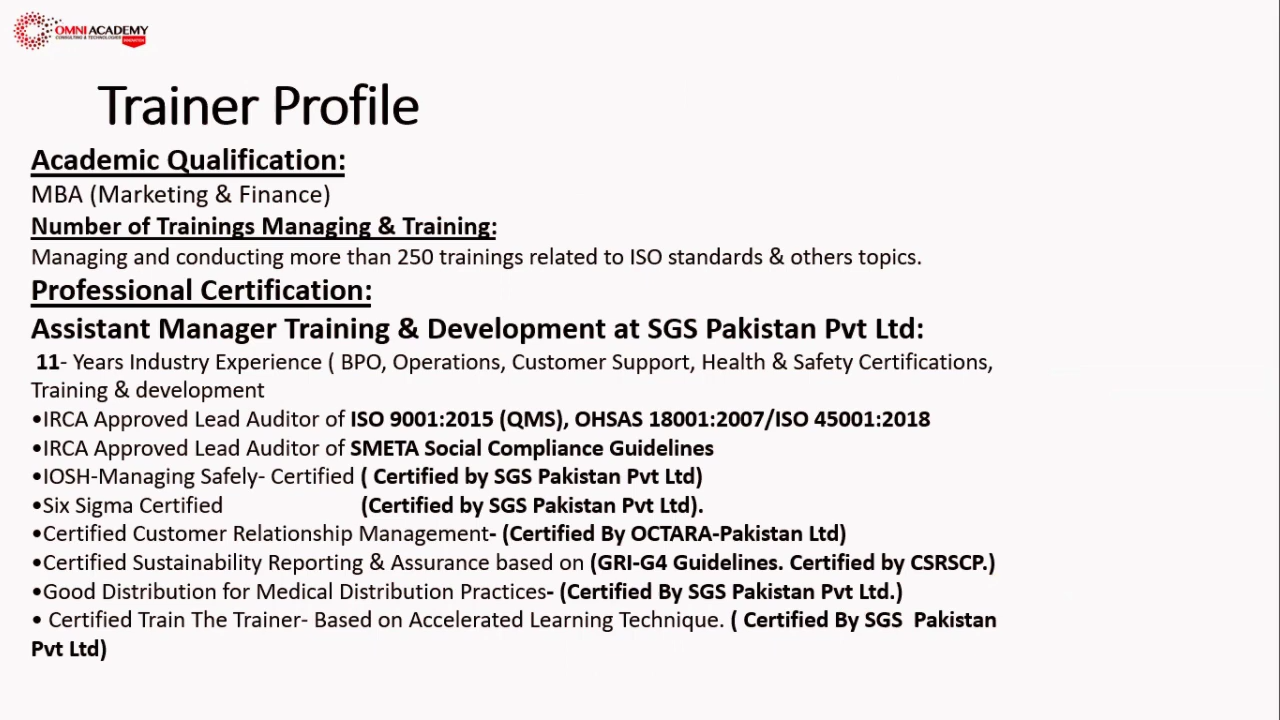 OMNI ACADEMY
CONSULTING & TECHNOLOGIES
Trainer Profile
Academic Qualification:
MBA (Marketing & Finance)
Number of Trainings Managing & Training:
Managing and conducting more than 250 trainings related to ISO standards & others topics.
Professional Certification:
Assistant Manager Training & Development at SGS Pakistan Pvt Ltd:
11- Years Industry Experience ( BPO, Operations, Customer Support, Health & Safety Certifications,
Training & development
•IRCA Approved Lead Auditor of ISO 9001:2015 (QMS), OHSAS 18001:2007/ISO 45001:2018
•IRCA Approved Lead Auditor of SMETA Social Compliance Guidelines
•IOSH-Managing Safely- Certified ( Certified by SGS Pakistan Pvt Ltd)
•Six Sigma Certified (Certified by SGS Pakistan Pvt Ltd).
•Certified Customer Relationship Management- (Certified By OCTARA-Pakistan Ltd)
•Certified Sustainability Reporting & Assurance based on (GRI-G4 Guidelines. Certified by CSRSCP.)
•Good Distribution for Medical Distribution Practices- (Certified By SGS Pakistan Pvt Ltd.)
• Certified Train The Trainer- Based on Accelerated Learning Technique. ( Certified By SGS Pakistan
Pvt Ltd)